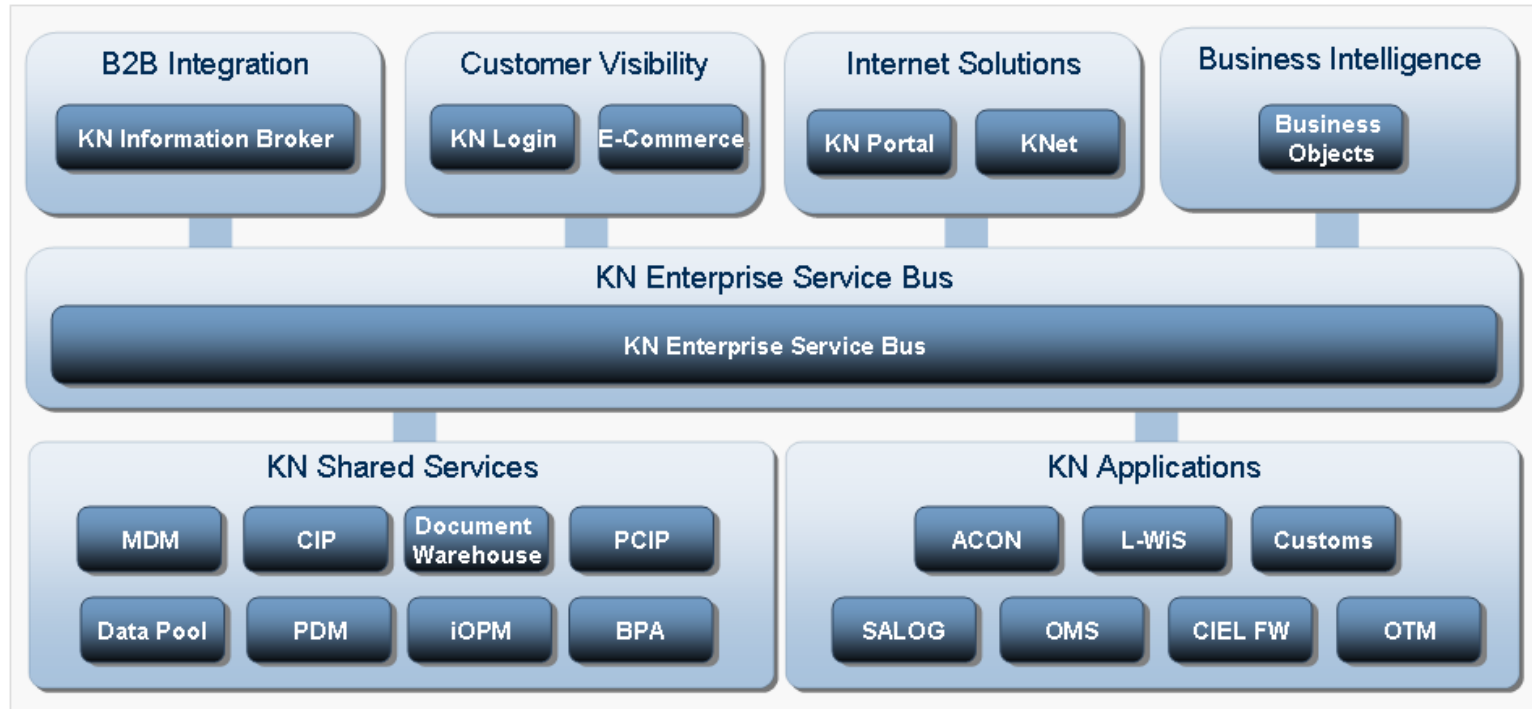 B2B Integration
KN Information Broker
Customer Visibility
KN Login
E-Commerce
Internet Solutions
KN Portal
KNet
Business Intelligence
Business
Objects
KN Enterprise Service Bus
KN Enterprise Service Bus
KN Shared Services
MDM
CIP
Document
Warehouse
PCIP
Data Pool
PDM
iOPM
BPA
KN Applications
ACON
L-WiS
Customs
SALOG
OMS
CIEL FW
OTM